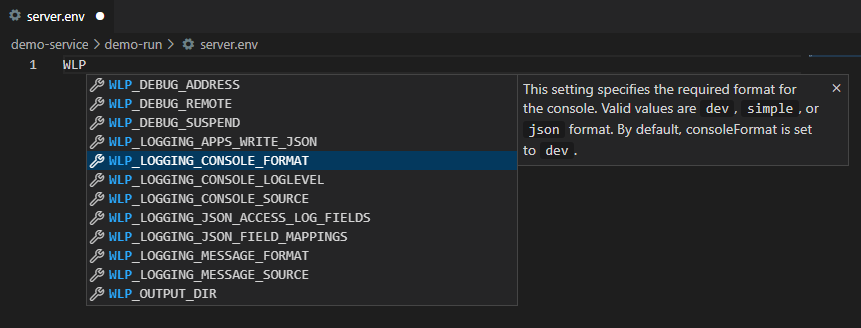 server.env
demo-service > demo-run > server.env
1 WLP
WLP_DEBUG_ADDRESS
WLP_DEBUG_REMOTE
WLP_DEBUG_SUSPEND
WLP_LOGGING_APPS_WRITE_JSON
WLP_LOGGING_CONSOLE_FORMAT
WLP_LOGGING_CONSOLE_LOGLEVEL
WLP_LOGGING_CONSOLE_SOURCE
WLP_LOGGING_JSON_ACCESS_LOG_FIELDS
WLP_LOGGING_JSON_FIELD_MAPPINGS
WLP_LOGGING_MESSAGE_FORMAT
WLP_LOGGING_MESSAGE_SOURCE
WLP_OUTPUT_DIR
This setting specifies the required format for
the console. Valid values are dev, simple, or
json format. By default, consoleFormat is set
to dev.